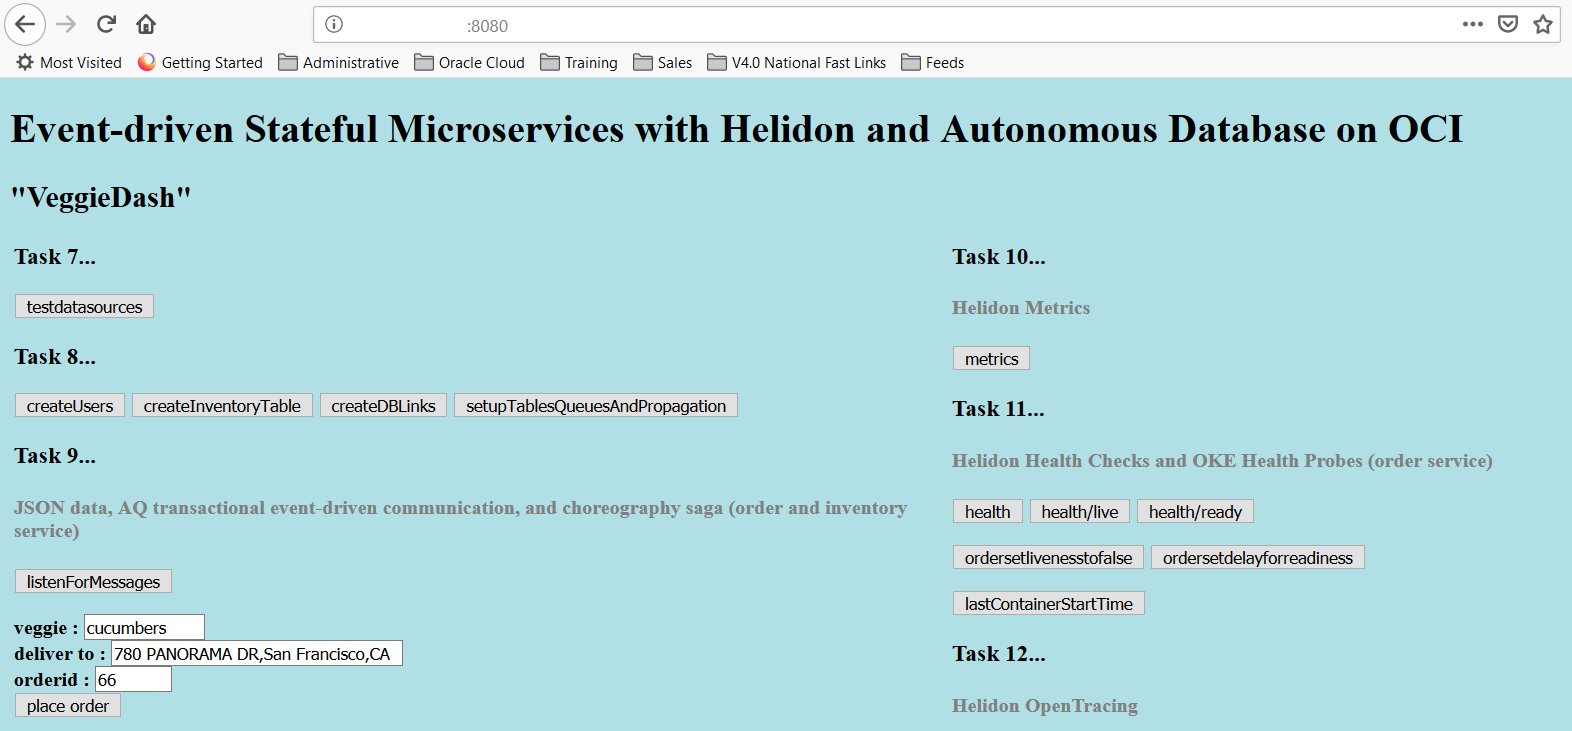 :8080
Most Visited Getting Started Administrative Oracle Cloud Training Sales V4.0 National Fast Links Feeds
Event-driven Stateful Microservices with Helidon and Autonomous Database on OCI
"VeggieDash"
Task 7...
testdatasources
Task 8...
createUsers createInventoryTable createDBLinks setupTablesQueuesAndPropagation
Task 9...
JSON data, AQ transactional event-driven communication, and choreography saga (order and inventory
service)
listenForMessages
veggie : cucumbers
deliver to : 780 PANORAMA DR,San Francisco,CA
orderid : 66
place order
Task 10...
Helidon Metrics
metrics
Task 11...
Helidon Health Checks and OKE Health Probes (order service)
health health/live health/ready
ordersetlivenesstofalse ordersetdelayforreadiness
lastContainerStartTime
Task 12...
Helidon OpenTracing